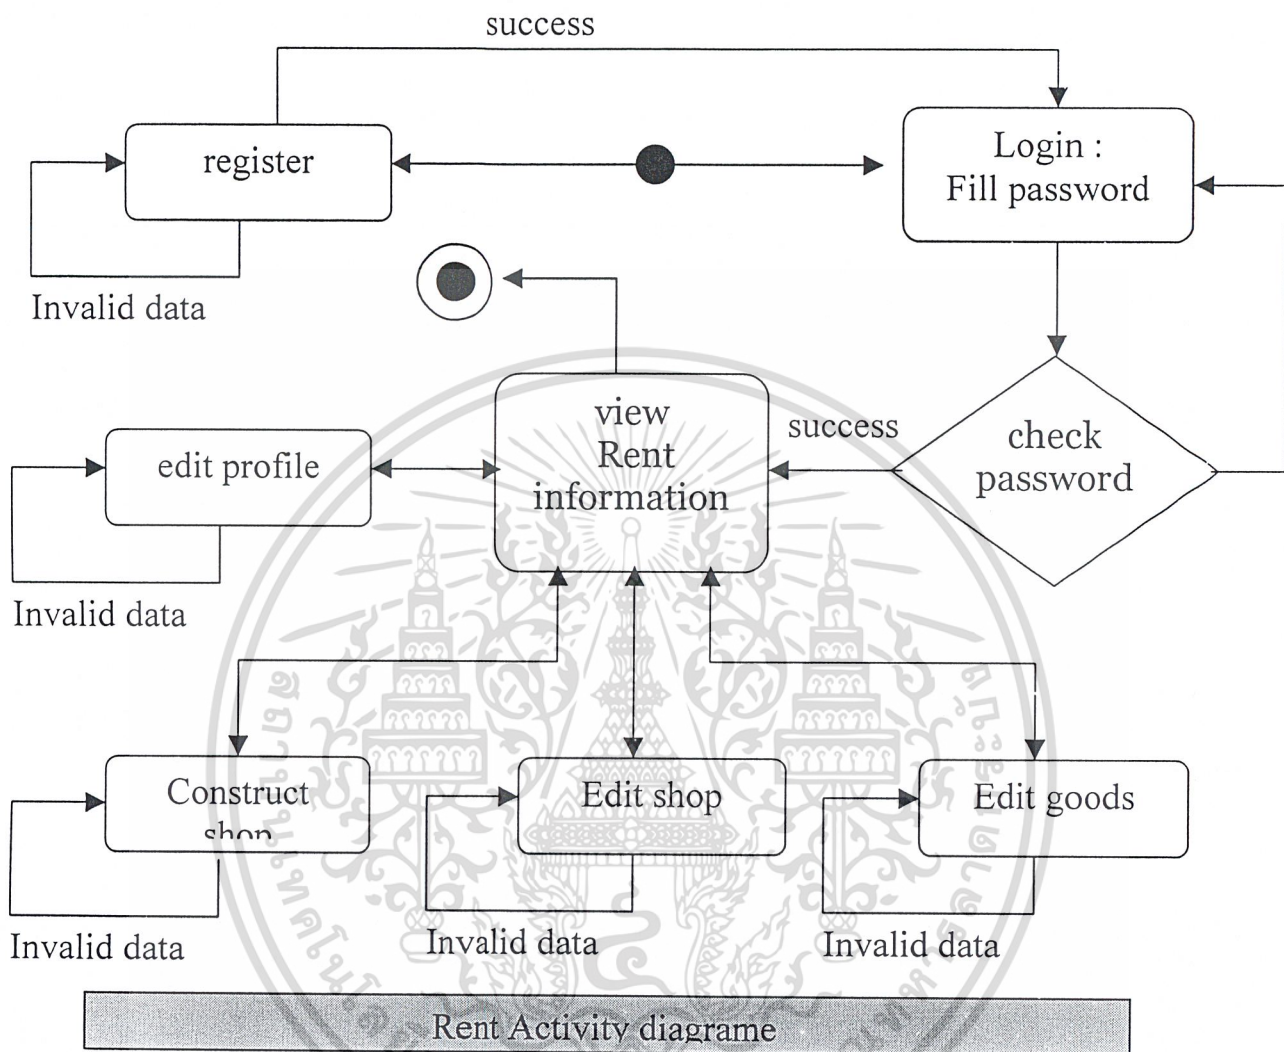 success
register
Login :
Fill password
Invalid data
view
Rent
information
success
check
password
edit profile
Invalid data
Construct
shop
Edit shop
Edit goods
Invalid data
Invalid data
Invalid data
Rent Activity diagrame